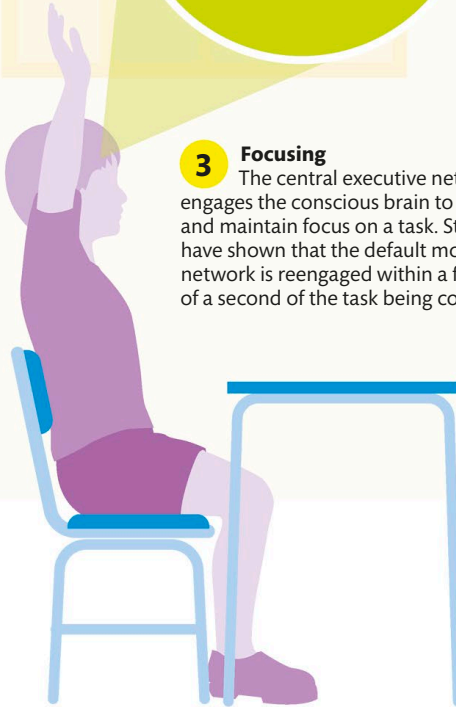 3
Focusing
The central executive
engages the conscious brain to
and maintain focus on a task.
have shown that the default
network is reengaged within a
of a second of the task being